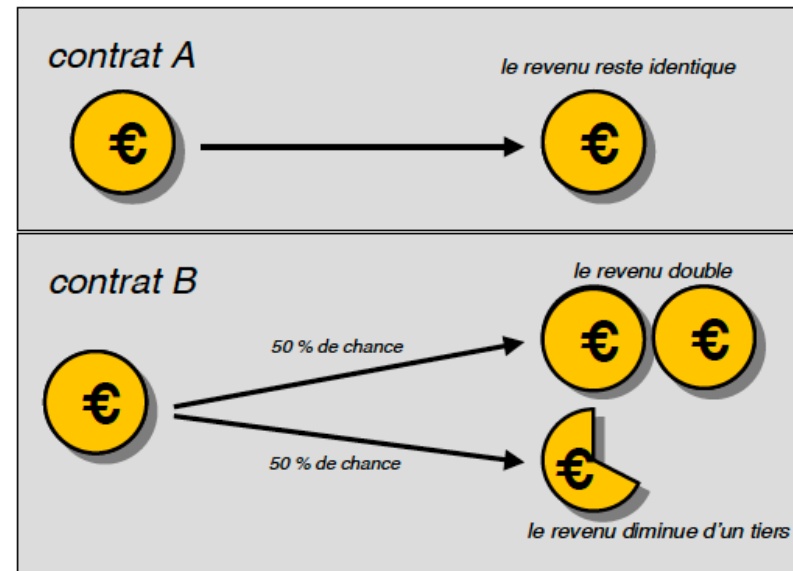 contrat A
le revenu reste identique
€ €
contrat B
le revenu double
50 % de chance
€ €
€
50 % de chance
€
le revenu diminue d'un tiers